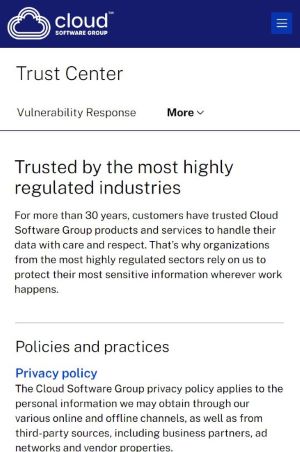 cloud™
SOFTWARE GROUP
Trust Center
Vulnerability Response
More
Trusted by the most highly
regulated industries
For more than 30 years, customers have trusted Cloud
Software Group products and services to handle their
data with care and respect. That's why organizations
from the most highly regulated sectors rely on us to
protect their most sensitive information wherever work
happens.
Policies and practices
Privacy policy
The Cloud Software Group privacy policy applies to the
personal information we may obtain through our
various online and offline channels, as well as from
third-party sources, including business partners, ad
networks and vendor properties.